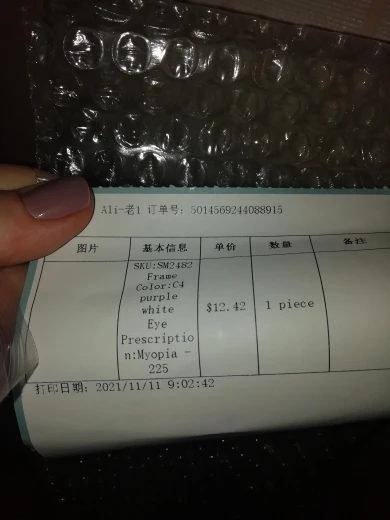 Ali-老1 订单号: 5014569244088915
图片 基本信息 单价 数量 备注
SKU:SM2482
Frame
Color:C4
purple
white
Eye
Prescriptio
n:Myopia -
225
$12.42
1 piece
打印日期: 2021/11/11 9:02:42